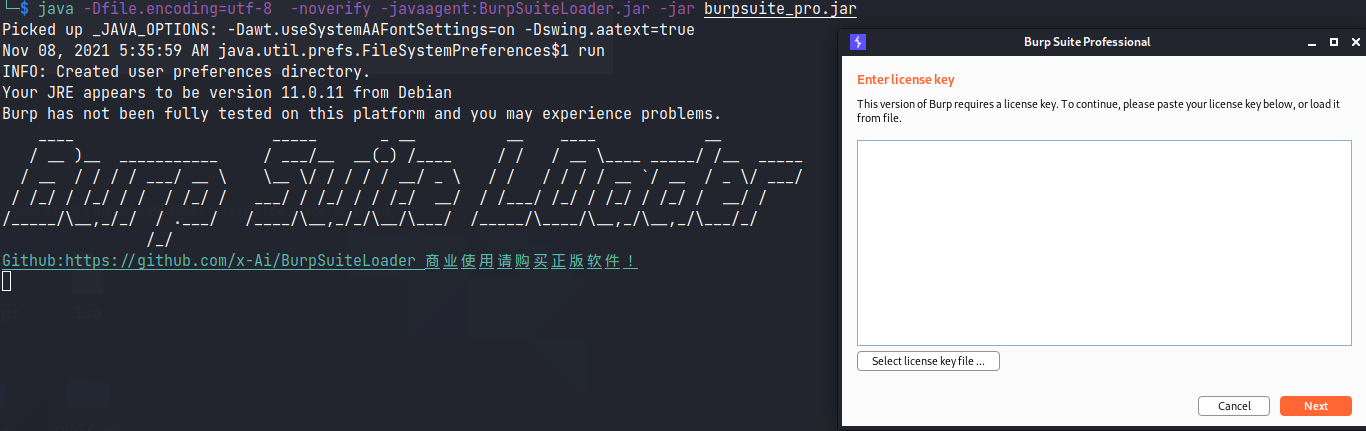 └─$ java -Dfile.encoding=utf-8  -noverify -javaagent:BurpSuiteLoader.jar -jar burpsuite_pro.jar
Picked up _JAVA_OPTIONS: -Dawt.useSystemAAFontSettings=on -Dswing.aatext=true
Nov 08, 2021 5:35:59 AM java.util.prefs.FileSystemPreferences$1 run
INFO: Created user preferences directory.
Your JRE appears to be version 11.0.11 from Debian
Burp has not been fully tested on this platform and you may experience problems.
Burp Suite Loader
Github:https://github.com/x-Ai/BurpSuiteLoader 商业使用请购买正版软件！
Burp Suite Professional
Enter license key
This version of Burp requires a license key. To continue, please paste your license key below, or load it
from file.
Select license key file ...
Cancel
Next